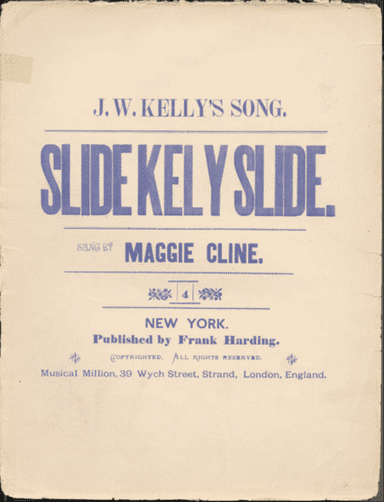 J. W. KELLY'S SONG.
SLIDE KELY SLIDE.
SUNG BY MAGGIE CLINE.
4
NEW YORK.
Published by Frank Harding.
COPYRIGHTED. ALL RIGHTS RESERVED.
Musical Million, 39 Wych Street, Strand, London, England.